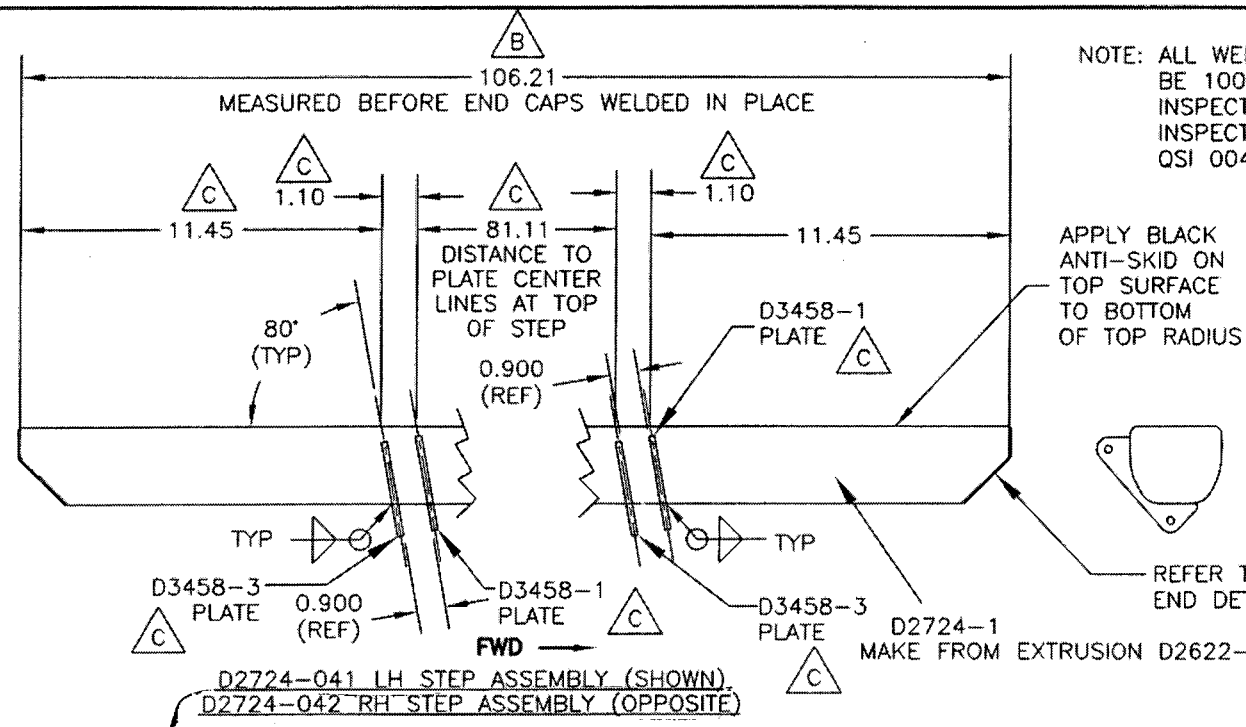 B
106.21
MEASURED BEFORE END CAPS WELDED IN PLACE
NOTE: ALL
BE 100
INSPECT
INSPECT
QSI 004
C
1.10
C
11.45
C
81.11
DISTANCE TO
PLATE CENTER
LINES AT TOP
OF STEP
C
1.10
11.45
APPLY BLACK
ANTI-SKID ON
TOP SURFACE
TO BOTTOM
OF TOP RADIUS
80°
(TYP)
0.900
(REF)
D3458-1
PLATE
C
TYP
TYP
D3458-3
PLATE
C
0.900
(REF)
D3458-1
PLATE
C
D3458-3
PLATE
C
REFER
END
D2724-1
MAKE FROM EXTRUSION D2622-
FWD
D2724-041 LH STEP ASSEMBLY (SHOWN)
D2724-042 RH STEP ASSEMBLY (OPPOSITE)